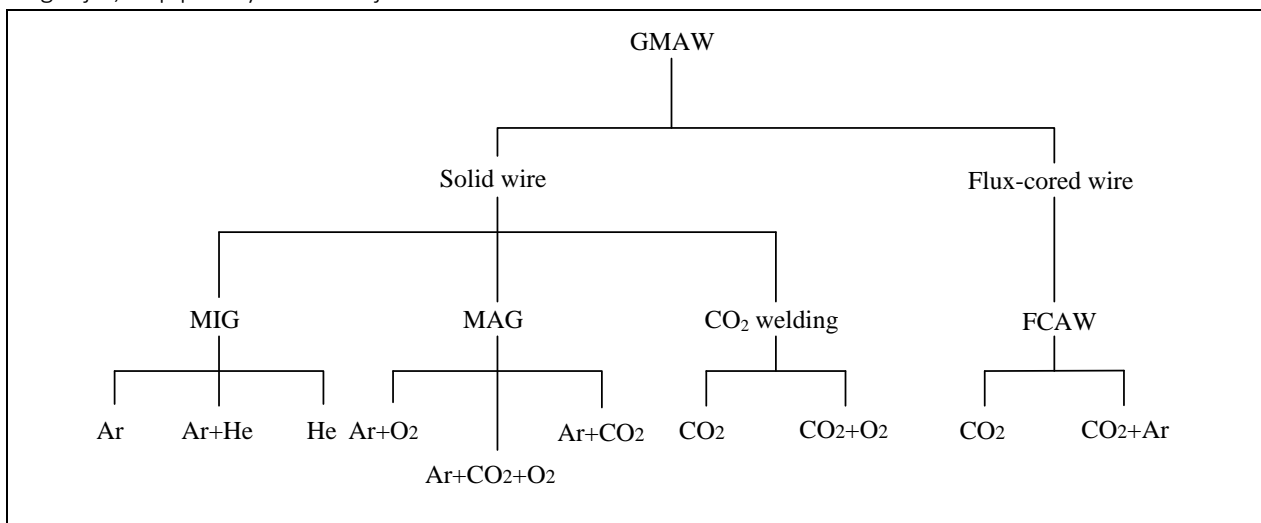 GMAW
Solid wire
Flux-cored wire
MIG
MAG
CO2 welding
FCAW
Ar
Ar+He
He
Ar+O2
Ar+CO2+O2
Ar+CO2
CO2
CO2+O2
CO2
CO2+Ar